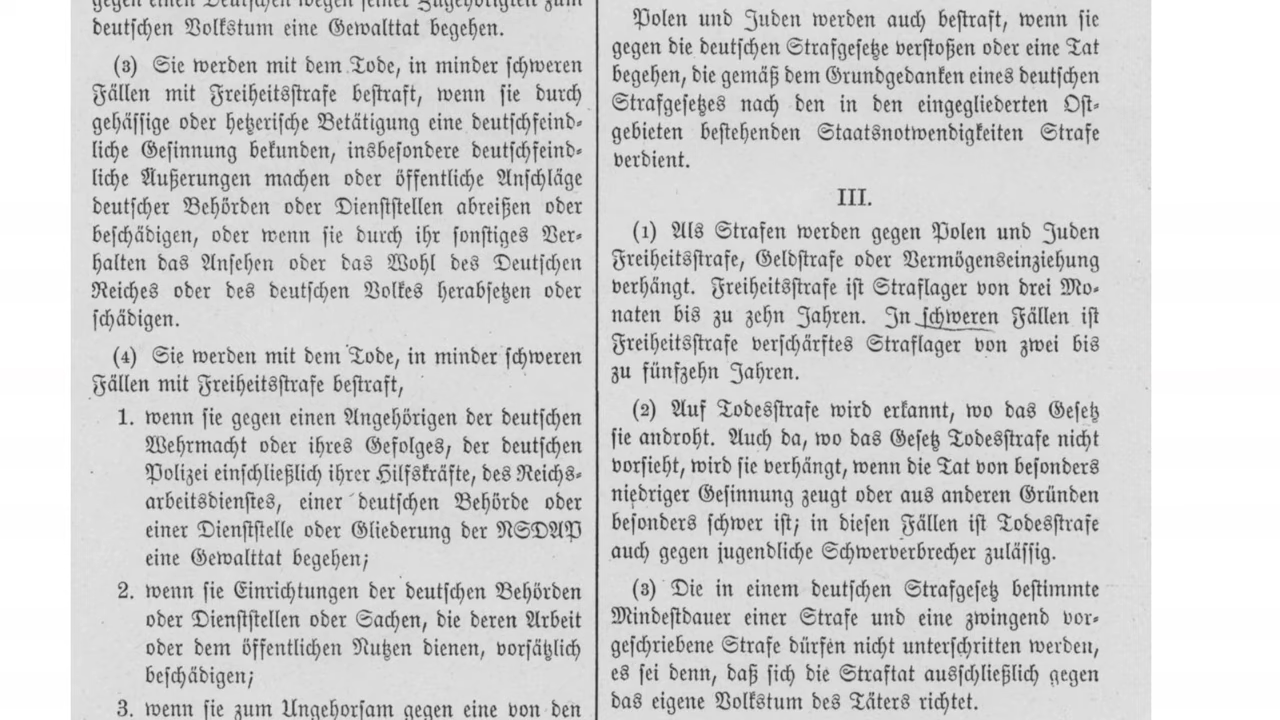 gegen einen Deutschen wegen seiner Zugehörigkeit zum
deutschen Volkstum eine Gewalttat begehen.
(3) Sie werden mit dem Tode, in minder schweren
Fällen mit Freiheitsstrafe bestraft, wenn sie durch
gehässige oder hetzerische Betätigung eine deutschfeind-
liche Gesinnung bekunden, insbesondere deutschfeind-
liche Äußerungen machen oder öffentliche Anschläge
deutscher Behörden oder Dienststellen abreißen oder
beschädigen, oder wenn sie durch ihr sonstiges Ver-
halten das Ansehen oder das Wohl des Deutschen
Reiches oder des deutschen Volkes herabsetzen oder
schädigen.
(4) Sie werden mit dem Tode, in minder schweren
Fällen mit Freiheitsstrafe bestraft,
1. wenn sie gegen einen Angehörigen der deutschen
Wehrmacht oder ihres Gefolges, der deutschen
Polizei einschließlich ihrer Hilfskräfte, des Reichs-
arbeitsdienstes, einer deutschen Behörde oder
einer Dienststelle oder Gliederung der NSDAP
eine Gewalttat begehen;
2. wenn sie Einrichtungen der deutschen Behörden
oder Dienststellen oder Sachen, die deren Arbeit
oder dem öffentlichen Nutzen dienen, vorsätzlich
beschädigen;
3. wenn sie zum Ungehorsam gegen eine von den
Polen und Juden werden auch bestraft, wenn sie
gegen die deutschen Strafgesetze verstoßen oder eine Tat
begehen, die gemäß dem Grundgedanken eines deutschen
Strafgesetzes nach den in den eingegliederten Ost-
gebieten bestehenden Staatsnotwendigkeiten Strafe
verdient.
III.
(1) Als Strafen werden gegen Polen und Juden
Freiheitsstrafe, Geldstrafe oder Vermögenseinziehung
verhängt. Freiheitsstrafe ist Straflager von drei Mo-
naten bis zu zehn Jahren. In schweren Fällen ist
Freiheitsstrafe verschärftes Straflager von zwei bis
zu fünfzehn Jahren.
(2) Auf Todesstrafe wird erkannt, wo das Gesetz
sie androht. Auch da, wo das Gesetz Todesstrafe nicht
vorsieht, wird sie verhängt, wenn die Tat von besonders
niedriger Gesinnung zeugt oder aus anderen Gründen
besonders schwer ist; in diesen Fällen ist Todesstrafe
auch gegen jugendliche Schwerverbrecher zulässig.
(3) Die in einem deutschen Strafgesetz bestimmte
Mindestdauer einer Strafe und eine zwingend vor-
geschriebene Strafe dürfen nicht unterschritten werden,
es sei denn, daß sich die Straftat ausschließlich gegen
das eigene Volkstum des Täters richtet.